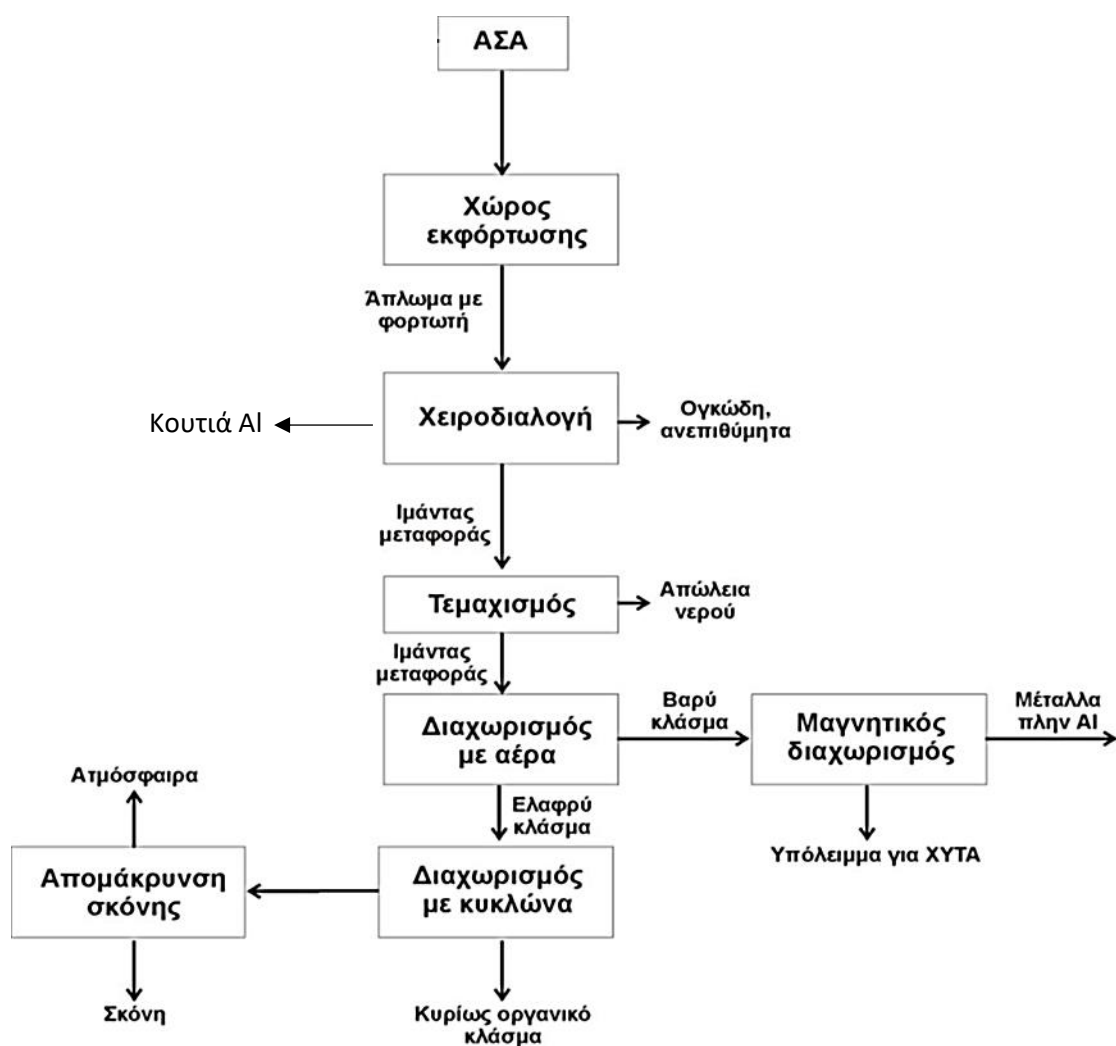 ΑΣΑ
Χώρος
εκφόρτωσης
Άπλωμα με
φορτωτή
Κουτιά Al
Χειροδιαλογή
Ογκώδη,
ανεπιθύμητα
Ιμάντας
μεταφοράς
Τεμαχισμός
Απώλεια
νερού
Ιμάντας
μεταφοράς
Διαχωρισμός
με αέρα
Βαρύ
κλάσμα
Μαγνητικός
διαχωρισμός
Μέταλλα
πλην Al
Υπόλειμμα για ΧΥΤΑ
Ελαφρύ
κλάσμα
Ατμόσφαιρα
Απομάκρυνση
σκόνης
Διαχωρισμός
με κυκλώνα
Σκόνη
Κυρίως οργανικό
κλάσμα